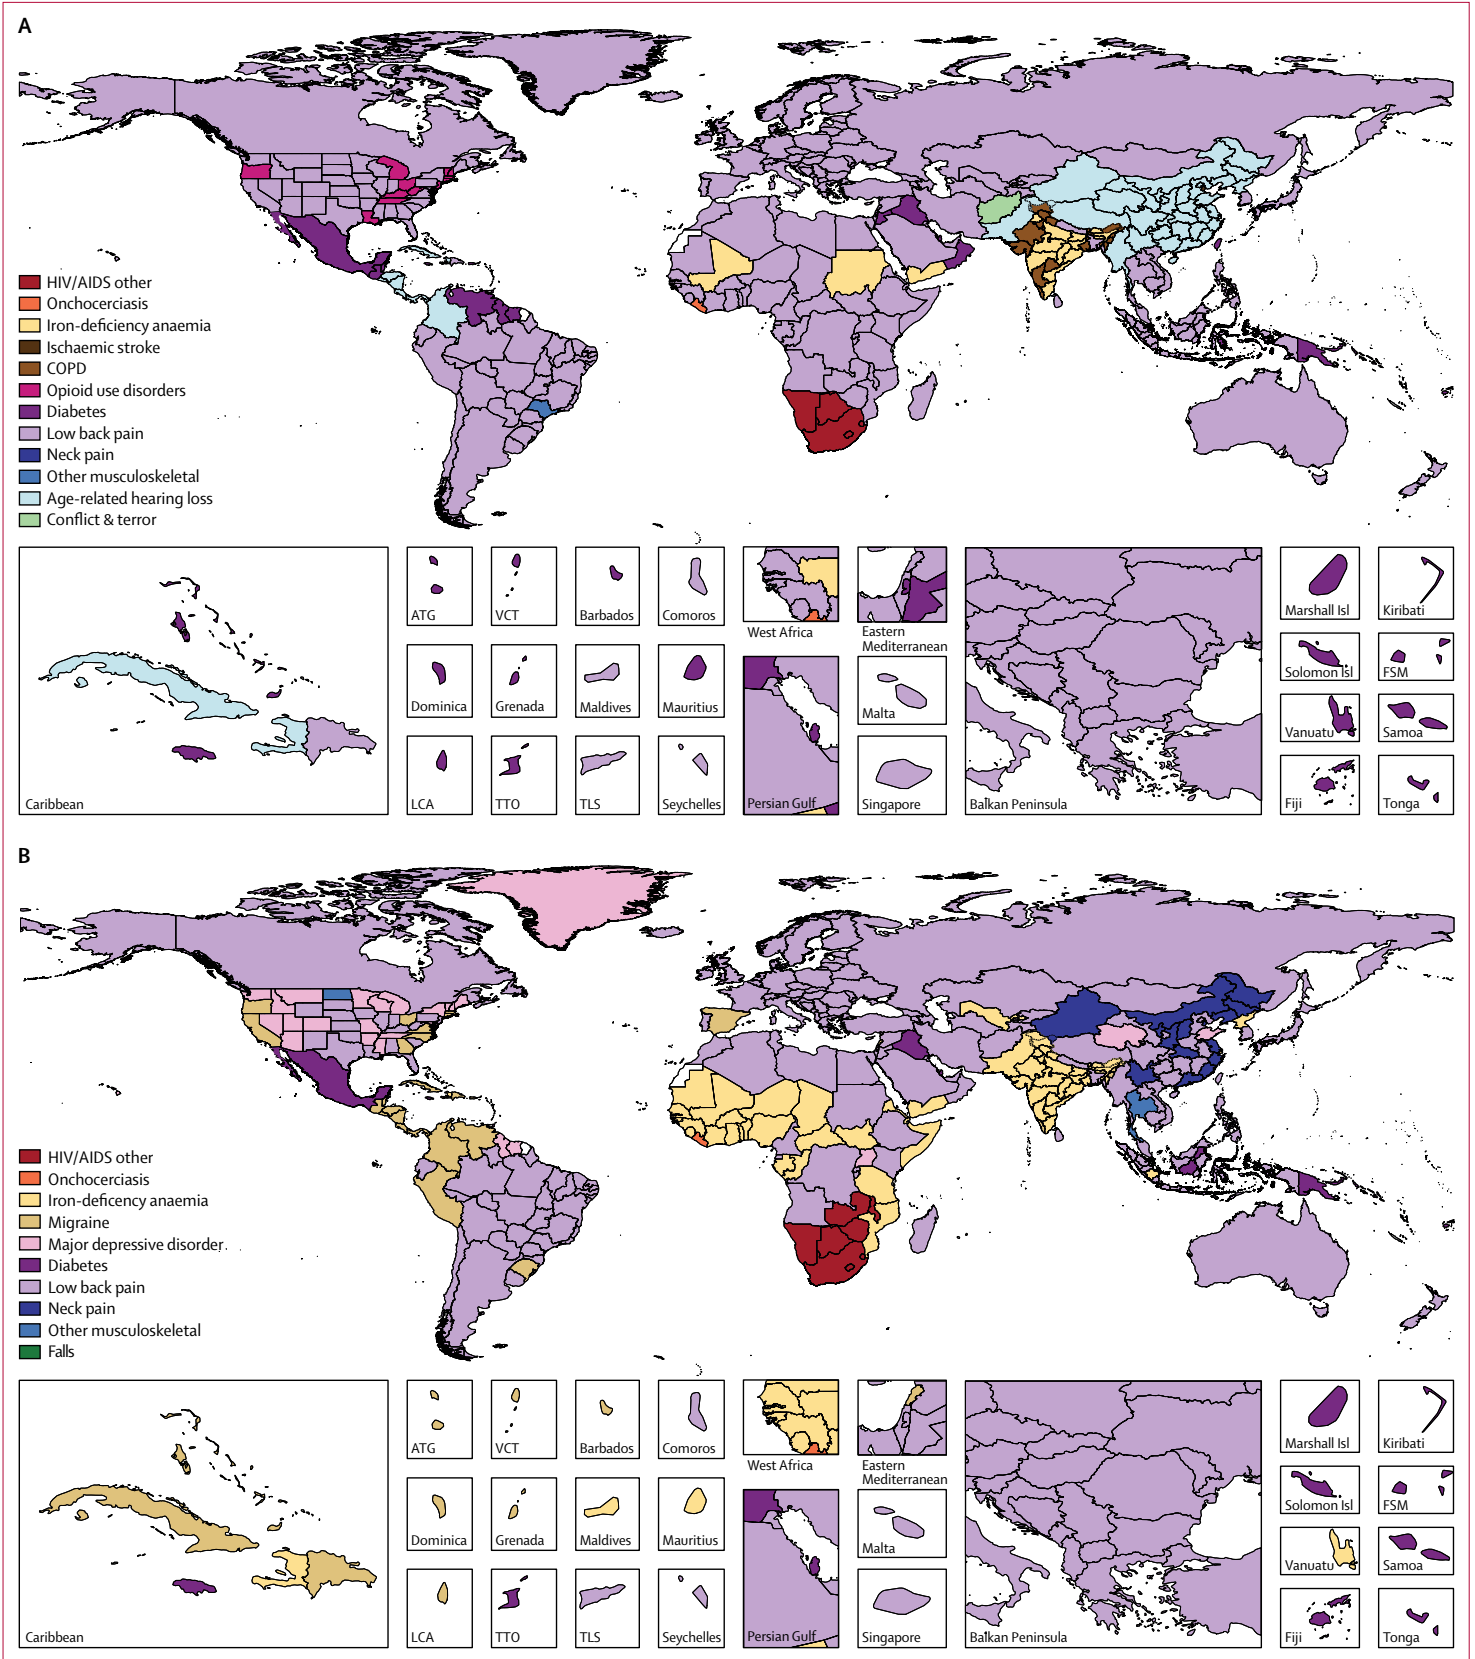 A
HIV/AIDS other
Onchocerciasis
Iron-deficiency anaemia
Ischaemic stroke
COPD
Opioid use disorders
Diabetes
Low back pain
Neck pain
Other musculoskeletal
Age-related hearing loss
Conflict & terror
Caribbean
ATG
VCT
Barbados
Comoros
Dominica
Grenada
Maldives
Mauritius
LCA
TTO
TLS
Seychelles
West Africa
Eastern
Mediterranean
Persian Gulf
Malta
Singapore
Balkan Peninsula
Marshall Isl
Kiribati
Solomon Isl
FSM
Vanuatu
Samoa
Fiji
Tonga
B
HIV/AIDS other
Onchocerciasis
Iron-deficency anaemia
Migraine
Major depressive disorder
Diabetes
Low back pain
Neck pain
Other musculoskeletal
Falls
Caribbean
ATG
VCT
Barbados
Comoros
Dominica
Grenada
Maldives
Mauritius
LCA
TTO
TLS
Seychelles
West Africa
Eastern
Mediterranean
Persian Gulf
Malta
Singapore
Balkan Peninsula
Marshall Isl
Kiribati
Solomon Isl
FSM
Vanuatu
Samoa
Fiji
Tonga